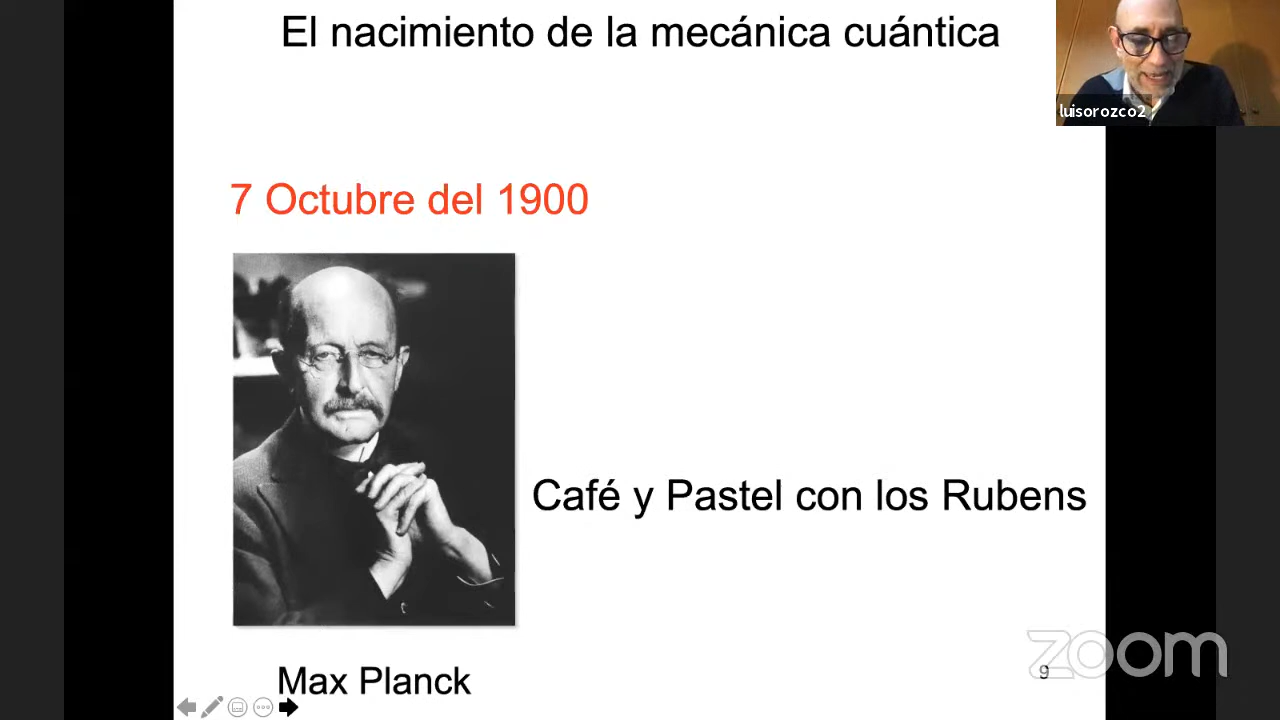 El nacimiento de la mecánica cuántica
luisorozco2
7 Octubre del 1900
Café y Pastel con los Rubens
Max Planck
9
zoom